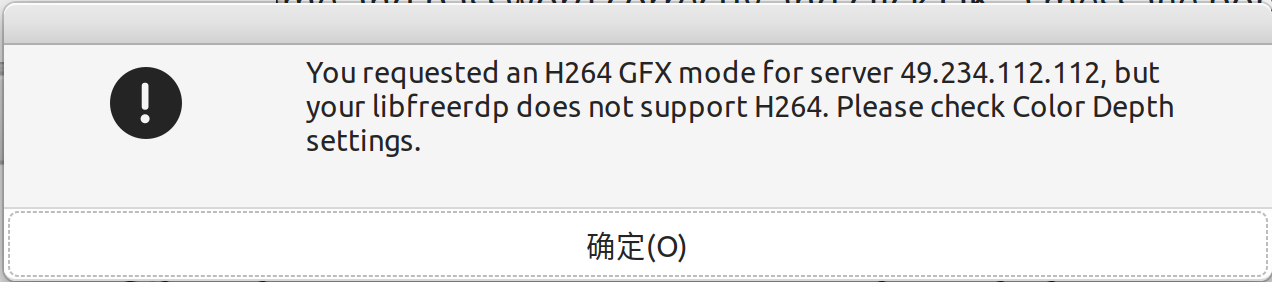 You requested an H264 GFX mode for server 49.234.112.112, but
your libfreerdp does not support H264. Please check Color Depth
settings.
确定(O)